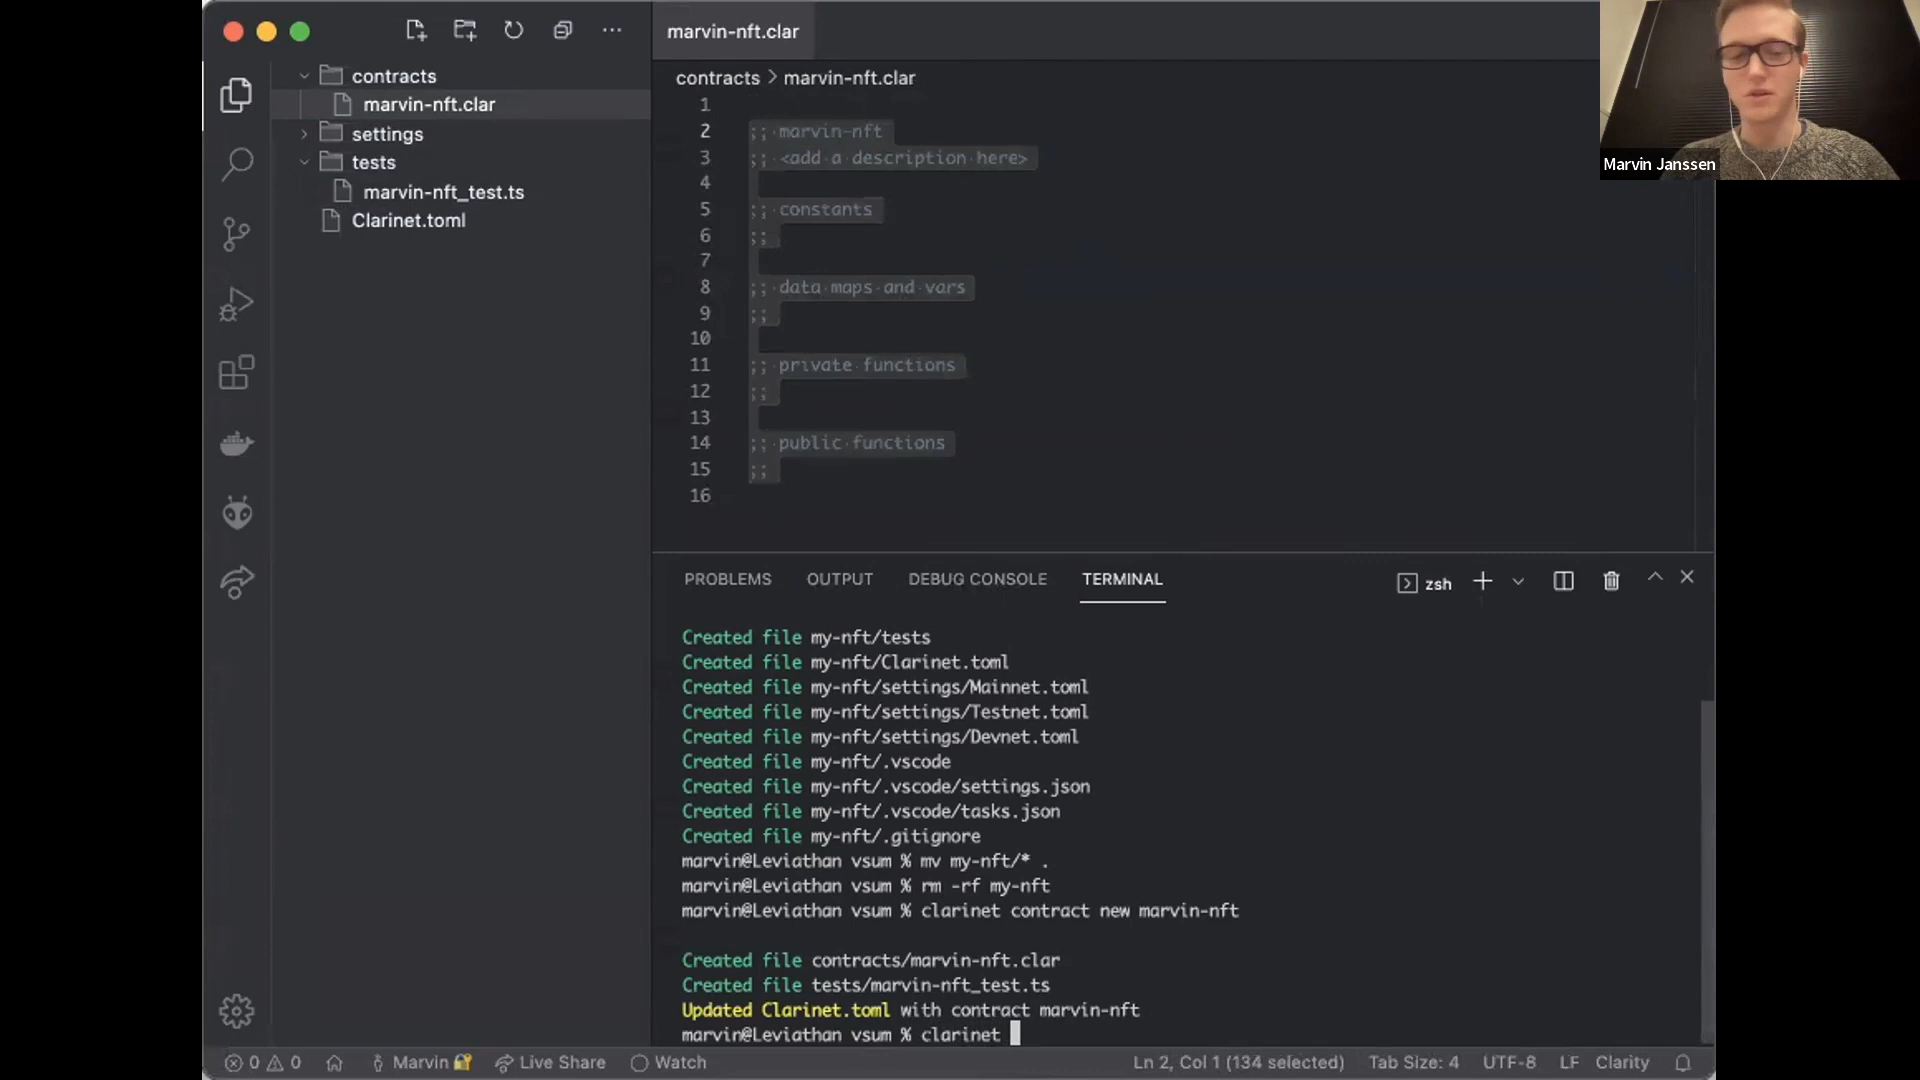 marvin-nft.clar
contracts
marvin-nft.clar
settings
tests
marvin-nft_test.ts
Clarinet.toml
contracts > marvin-nft.clar
1
2 ;; marvin-nft
3 ;; <add a description here>
4
5 ;; constants
6 ;;
7
8 ;; data maps and vars
9 ;;
10
11 ;; private functions
12 ;;
13
14 ;; public functions
15 ;;
16
Marvin Janssen
PROBLEMS OUTPUT DEBUG CONSOLE TERMINAL zsh
Created file my-nft/tests
Created file my-nft/Clarinet.toml
Created file my-nft/settings/Mainnet.toml
Created file my-nft/settings/Testnet.toml
Created file my-nft/settings/Devnet.toml
Created file my-nft/.vscode
Created file my-nft/.vscode/settings.json
Created file my-nft/.vscode/tasks.json
Created file my-nft/.gitignore
marvin@Leviathan vsum % mv my-nft/* .
marvin@Leviathan vsum % rm -rf my-nft
marvin@Leviathan vsum % clarinet contract new marvin-nft
Created file contracts/marvin-nft.clar
Created file tests/marvin-nft_test.ts
Updated Clarinet.toml with contract marvin-nft
marvin@Leviathan vsum % clarinet
0 0 Marvin Live Share Watch Ln 2, Col 1 (134 selected) Tab Size: 4 UTF-8 LF Clarity